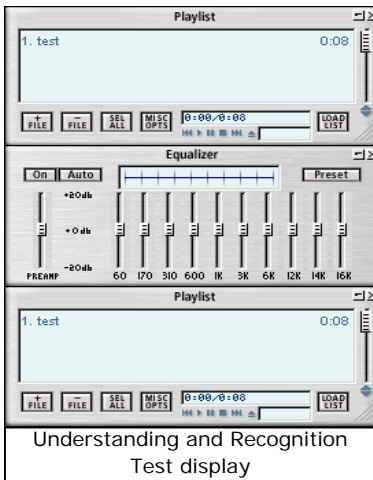 Playlist
1. test 0:08
+ FILE - FILE SEL ALL MISC OPTS 0:00/0:08 LOAD LIST
Equalizer
On Auto Preset
+20db
+0db
-20db
PREAMP 60 170 310 600 1K 3K 6K 12K 14K 16K
Playlist
1. test 0:08
+ FILE - FILE SEL ALL MISC OPTS 0:00/0:08 LOAD LIST
Understanding and Recognition
Test display